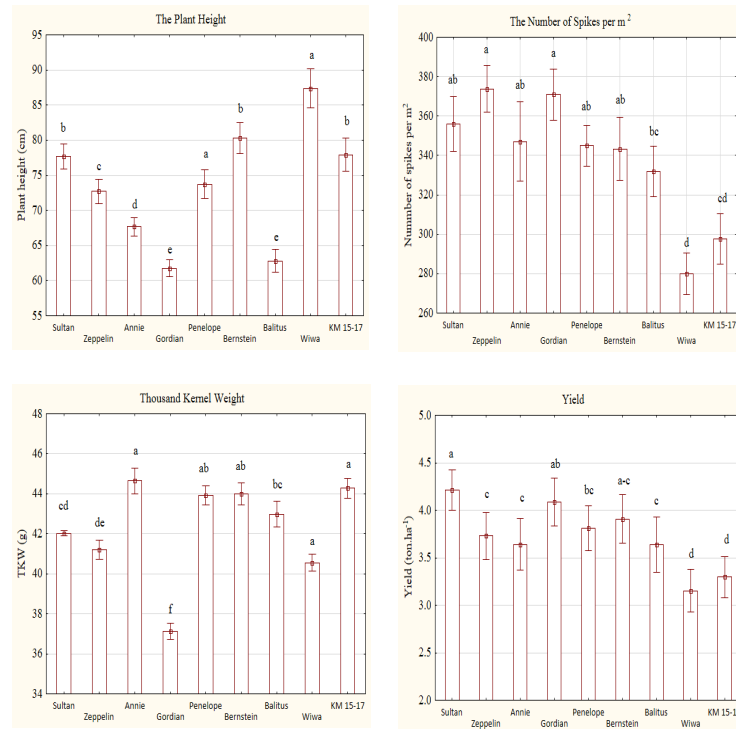 The Plant Height
95
90
85
80
75
70
65
60
55
Plant height (cm)
b
c
d
e
a
b
e
a
b
Sultan
Zeppelin
Annie
Gordian
Penelope
Bernstein
Balitus
Wiwa
KM 15-17
The Number of Spikes per m²
400
380
360
340
320
300
280
260
Nummber of spikes per m²
ab
a
ab
a
ab
ab
bc
d
cd
Sultan
Zeppelin
Annie
Gordian
Penelope
Bernstein
Balitus
Wiwa
KM 15-17
Thousand Kernel Weight
48
46
44
42
40
38
36
34
TKW (g)
cd
de
a
f
ab
ab
bc
a
a
Sultan
Zeppelin
Annie
Gordian
Penelope
Bernstein
Balitus
Wiwa
KM 15-17
Yield
5.0
4.5
4.0
3.5
3.0
2.5
2.0
Yield (ton.ha⁻¹)
a
c
c
ab
bc
a-c
c
d
d
Sultan
Zeppelin
Annie
Gordian
Penelope
Bernstein
Balitus
Wiwa
KM 15-1